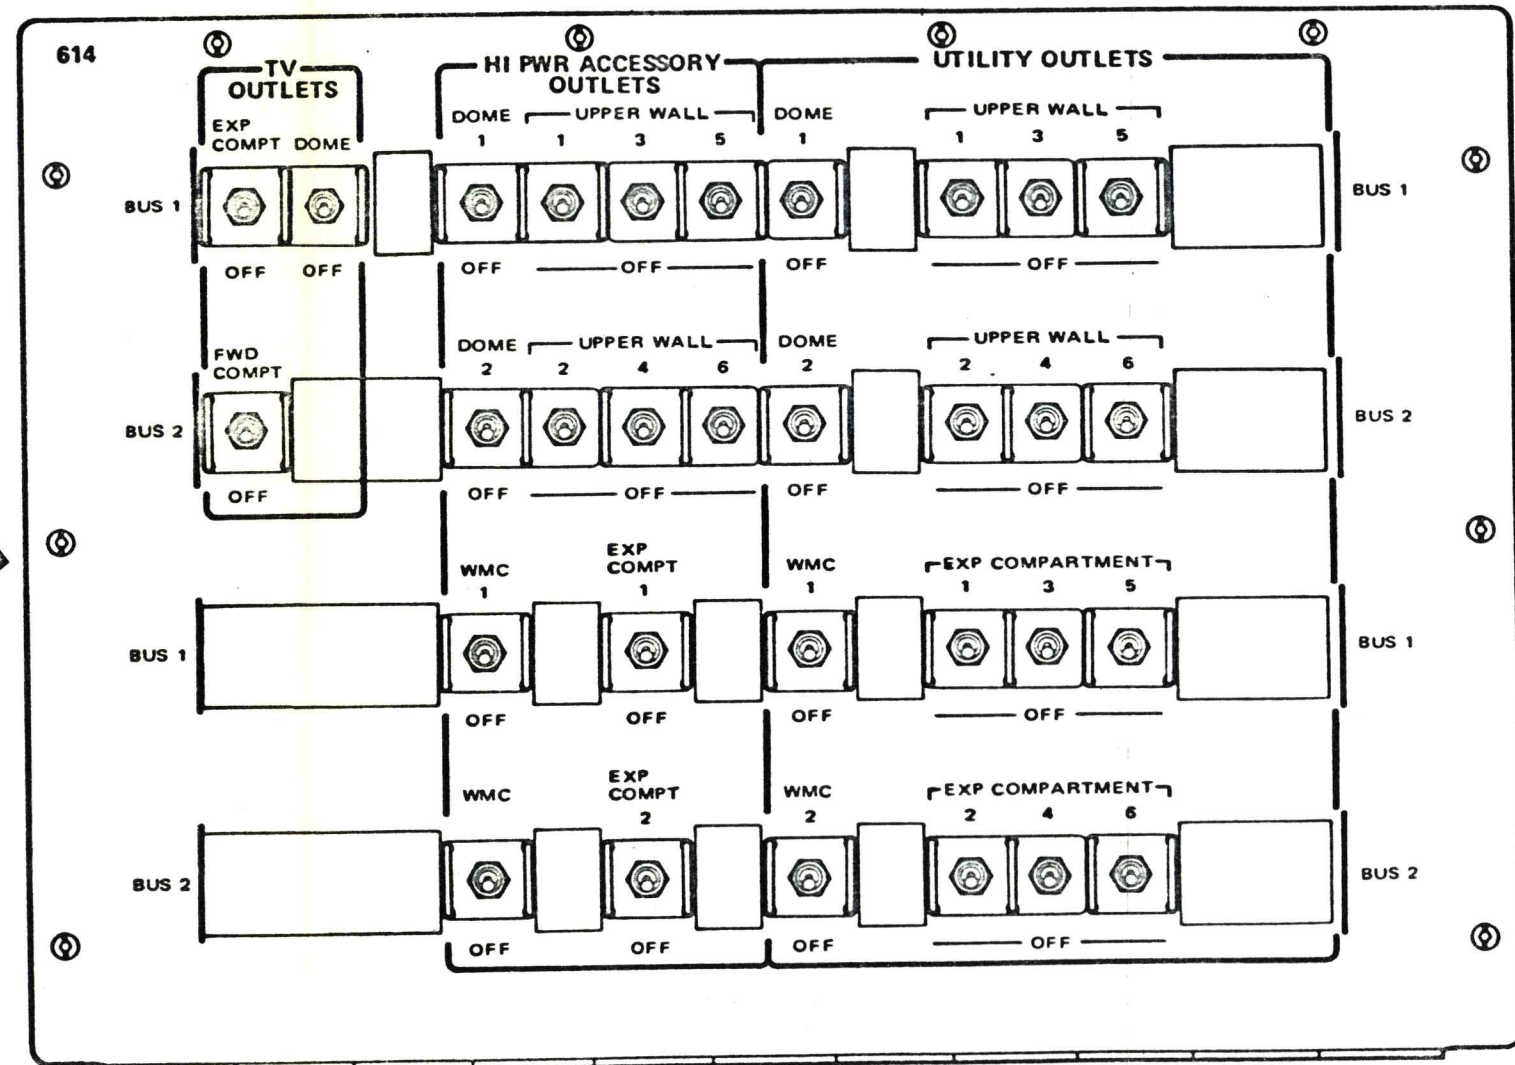 614
TV
OUTLETS
HI PWR ACCESSORY
OUTLETS
UTILITY OUTLETS
EXP
COMPT DOME
DOME UPPER WALL
1 1 3 5
DOME UPPER WALL
1 1 3 5
BUS 1
BUS 1
OFF OFF OFF OFF OFF OFF
FWD
COMPT
DOME UPPER WALL
2 2 4 6
DOME UPPER WALL
2 2 4 6
BUS 2
BUS 2
OFF OFF OFF OFF OFF
WMC
1
EXP
COMPT
1
WMC
1
EXP COMPARTMENT
1 3 5
BUS 1
BUS 1
OFF OFF OFF OFF
WMC
EXP
COMPT
2
WMC
2
EXP COMPARTMENT
2 4 6
BUS 2
BUS 2
OFF OFF OFF OFF